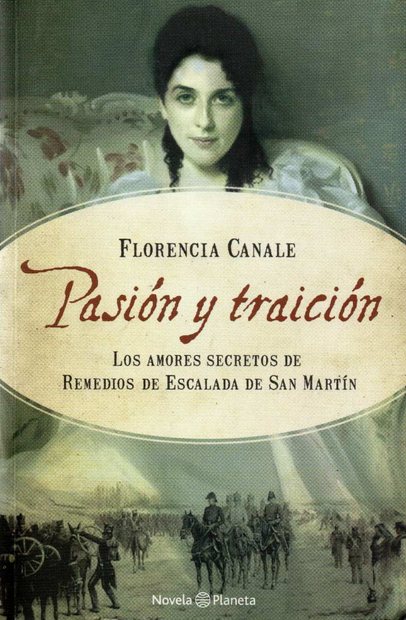 FLORENCIA CANALE
Pasión y traición
LOS AMORES SECRETOS DE
REMEDIOS DE ESCALADA DE SAN MARTÍN
Novela Planeta